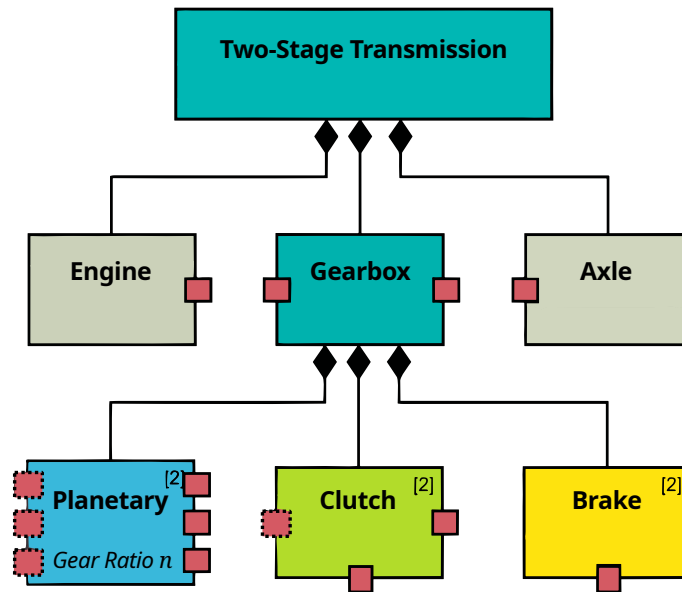 Two-Stage Transmission
Engine
Gearbox
Axle
[2]
Planetary
Gear Ratio n
[2]
Clutch
[2]
Brake